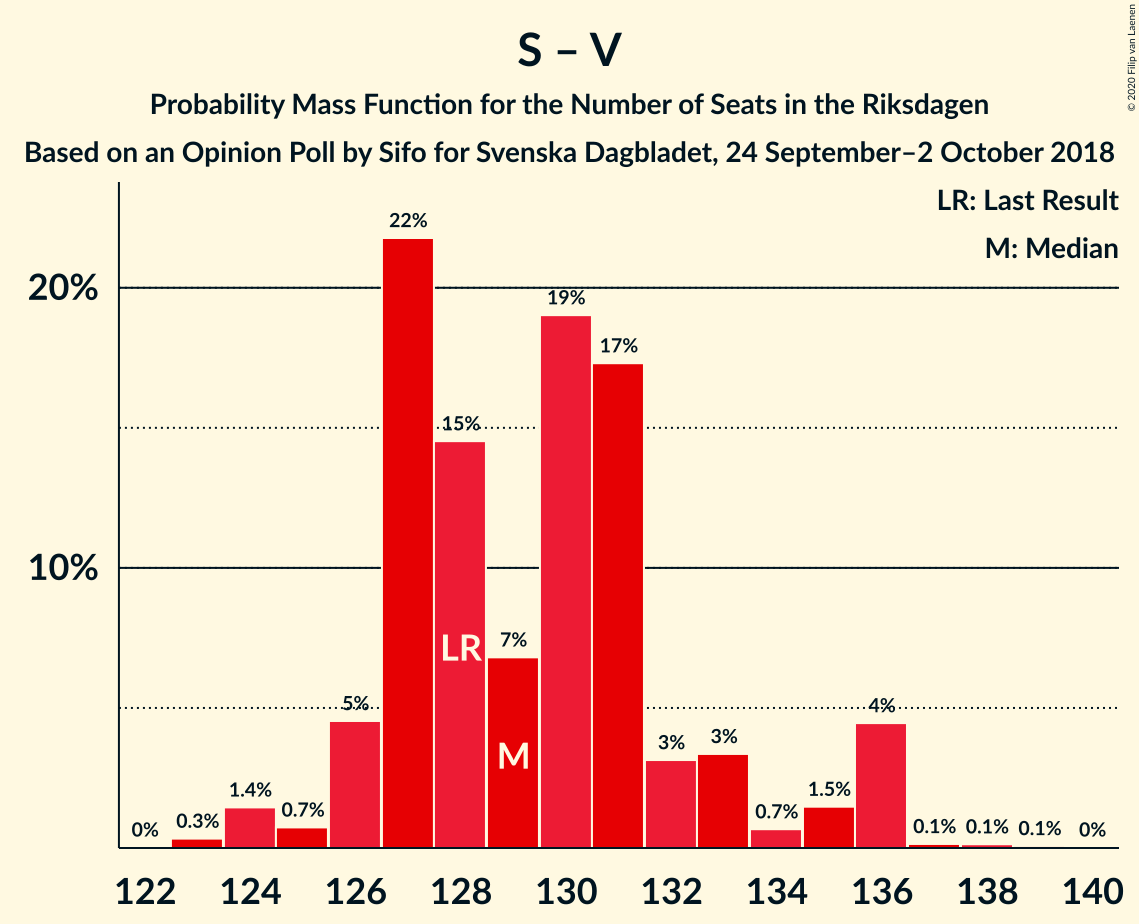 S – V
Probability Mass Function for the Number of Seats in the Riksdagen
Based on an Opinion Poll by Sifo for Svenska Dagbladet, 24 September–2 October 2018
© 2020 Filip van Laenen
LR: Last Result
M: Median
20%
10%
0%
0.3%
1.4%
0.7%
5%
22%
15%
7%
19%
17%
3%
3%
0.7%
1.5%
4%
0.1%
0.1%
0.1%
0%
LR
M
122 124 126 128 130 132 134 136 138 140